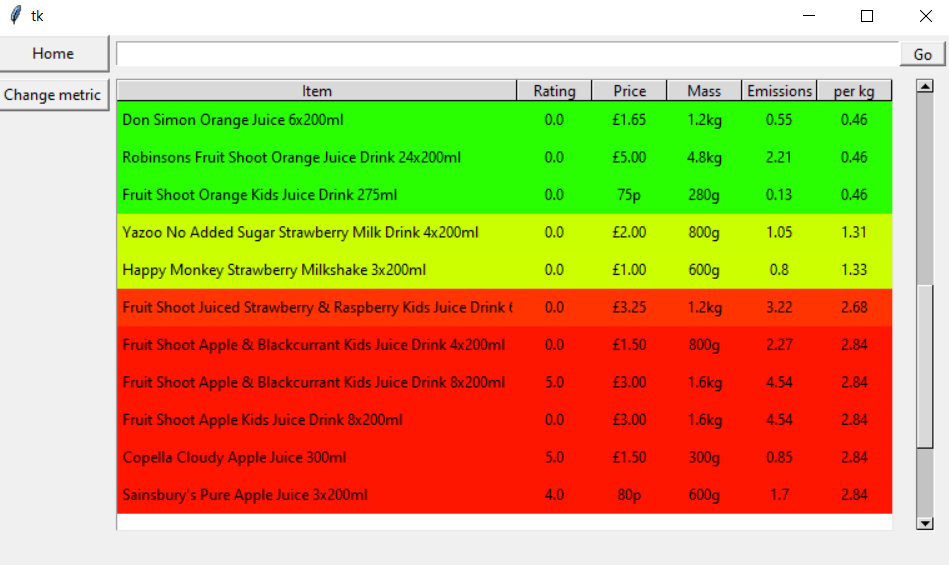 tk
Home
Go
Change metric
Item Rating Price Mass Emissions per kg
Don Simon Orange Juice 6x200ml 0.0 £1.65 1.2kg 0.55 0.46
Robinsons Fruit Shoot Orange Juice Drink 24x200ml 0.0 £5.00 4.8kg 2.21 0.46
Fruit Shoot Orange Kids Juice Drink 275ml 0.0 75p 280g 0.13 0.46
Yazoo No Added Sugar Strawberry Milk Drink 4x200ml 0.0 £2.00 800g 1.05 1.31
Happy Monkey Strawberry Milkshake 3x200ml 0.0 £1.00 600g 0.8 1.33
Fruit Shoot Juiced Strawberry & Raspberry Kids Juice Drink 0.0 £3.25 1.2kg 3.22 2.68
Fruit Shoot Apple & Blackcurrant Kids Juice Drink 4x200ml 0.0 £1.50 800g 2.27 2.84
Fruit Shoot Apple & Blackcurrant Kids Juice Drink 8x200ml 5.0 £3.00 1.6kg 4.54 2.84
Fruit Shoot Apple Kids Juice Drink 8x200ml 0.0 £3.00 1.6kg 4.54 2.84
Copella Cloudy Apple Juice 300ml 5.0 £1.50 300g 0.85 2.84
Sainsbury's Pure Apple Juice 3x200ml 4.0 80p 600g 1.7 2.84